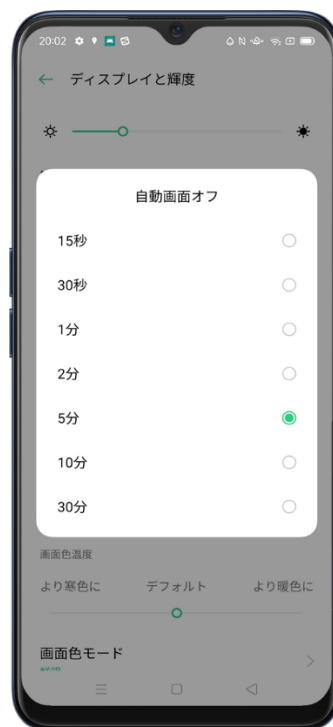 20:02
ディスプレイと輝度
自動画面オフ
15秒
30秒
1分
2分
5分
10分
30分
画面色温度
より寒色に デフォルト より暖色に
画面色モード